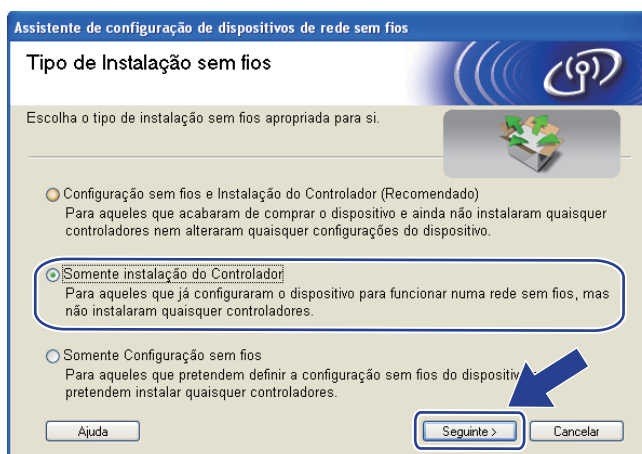 Assistente de configuração de dispositivos de rede sem fios
Tipo de Instalação sem fios
Escolha o tipo de instalação sem fios apropriada para si.
Configuração sem fios e Instalação do Controlador (Recomendado)
Para aqueles que acabaram de comprar o dispositivo e ainda não instalaram quaisquer
controladores nem alteraram quaisquer configurações do dispositivo.
Somente instalação do Controlador
Para aqueles que já configuraram o dispositivo para funcionar numa rede sem fios, mas
não instalaram quaisquer controladores.
Somente Configuração sem fios
Para aqueles que pretendem definir a configuração sem fios do
pretendem instalar quaisquer controladores.
Ajuda
Seguinte >
Cancelar